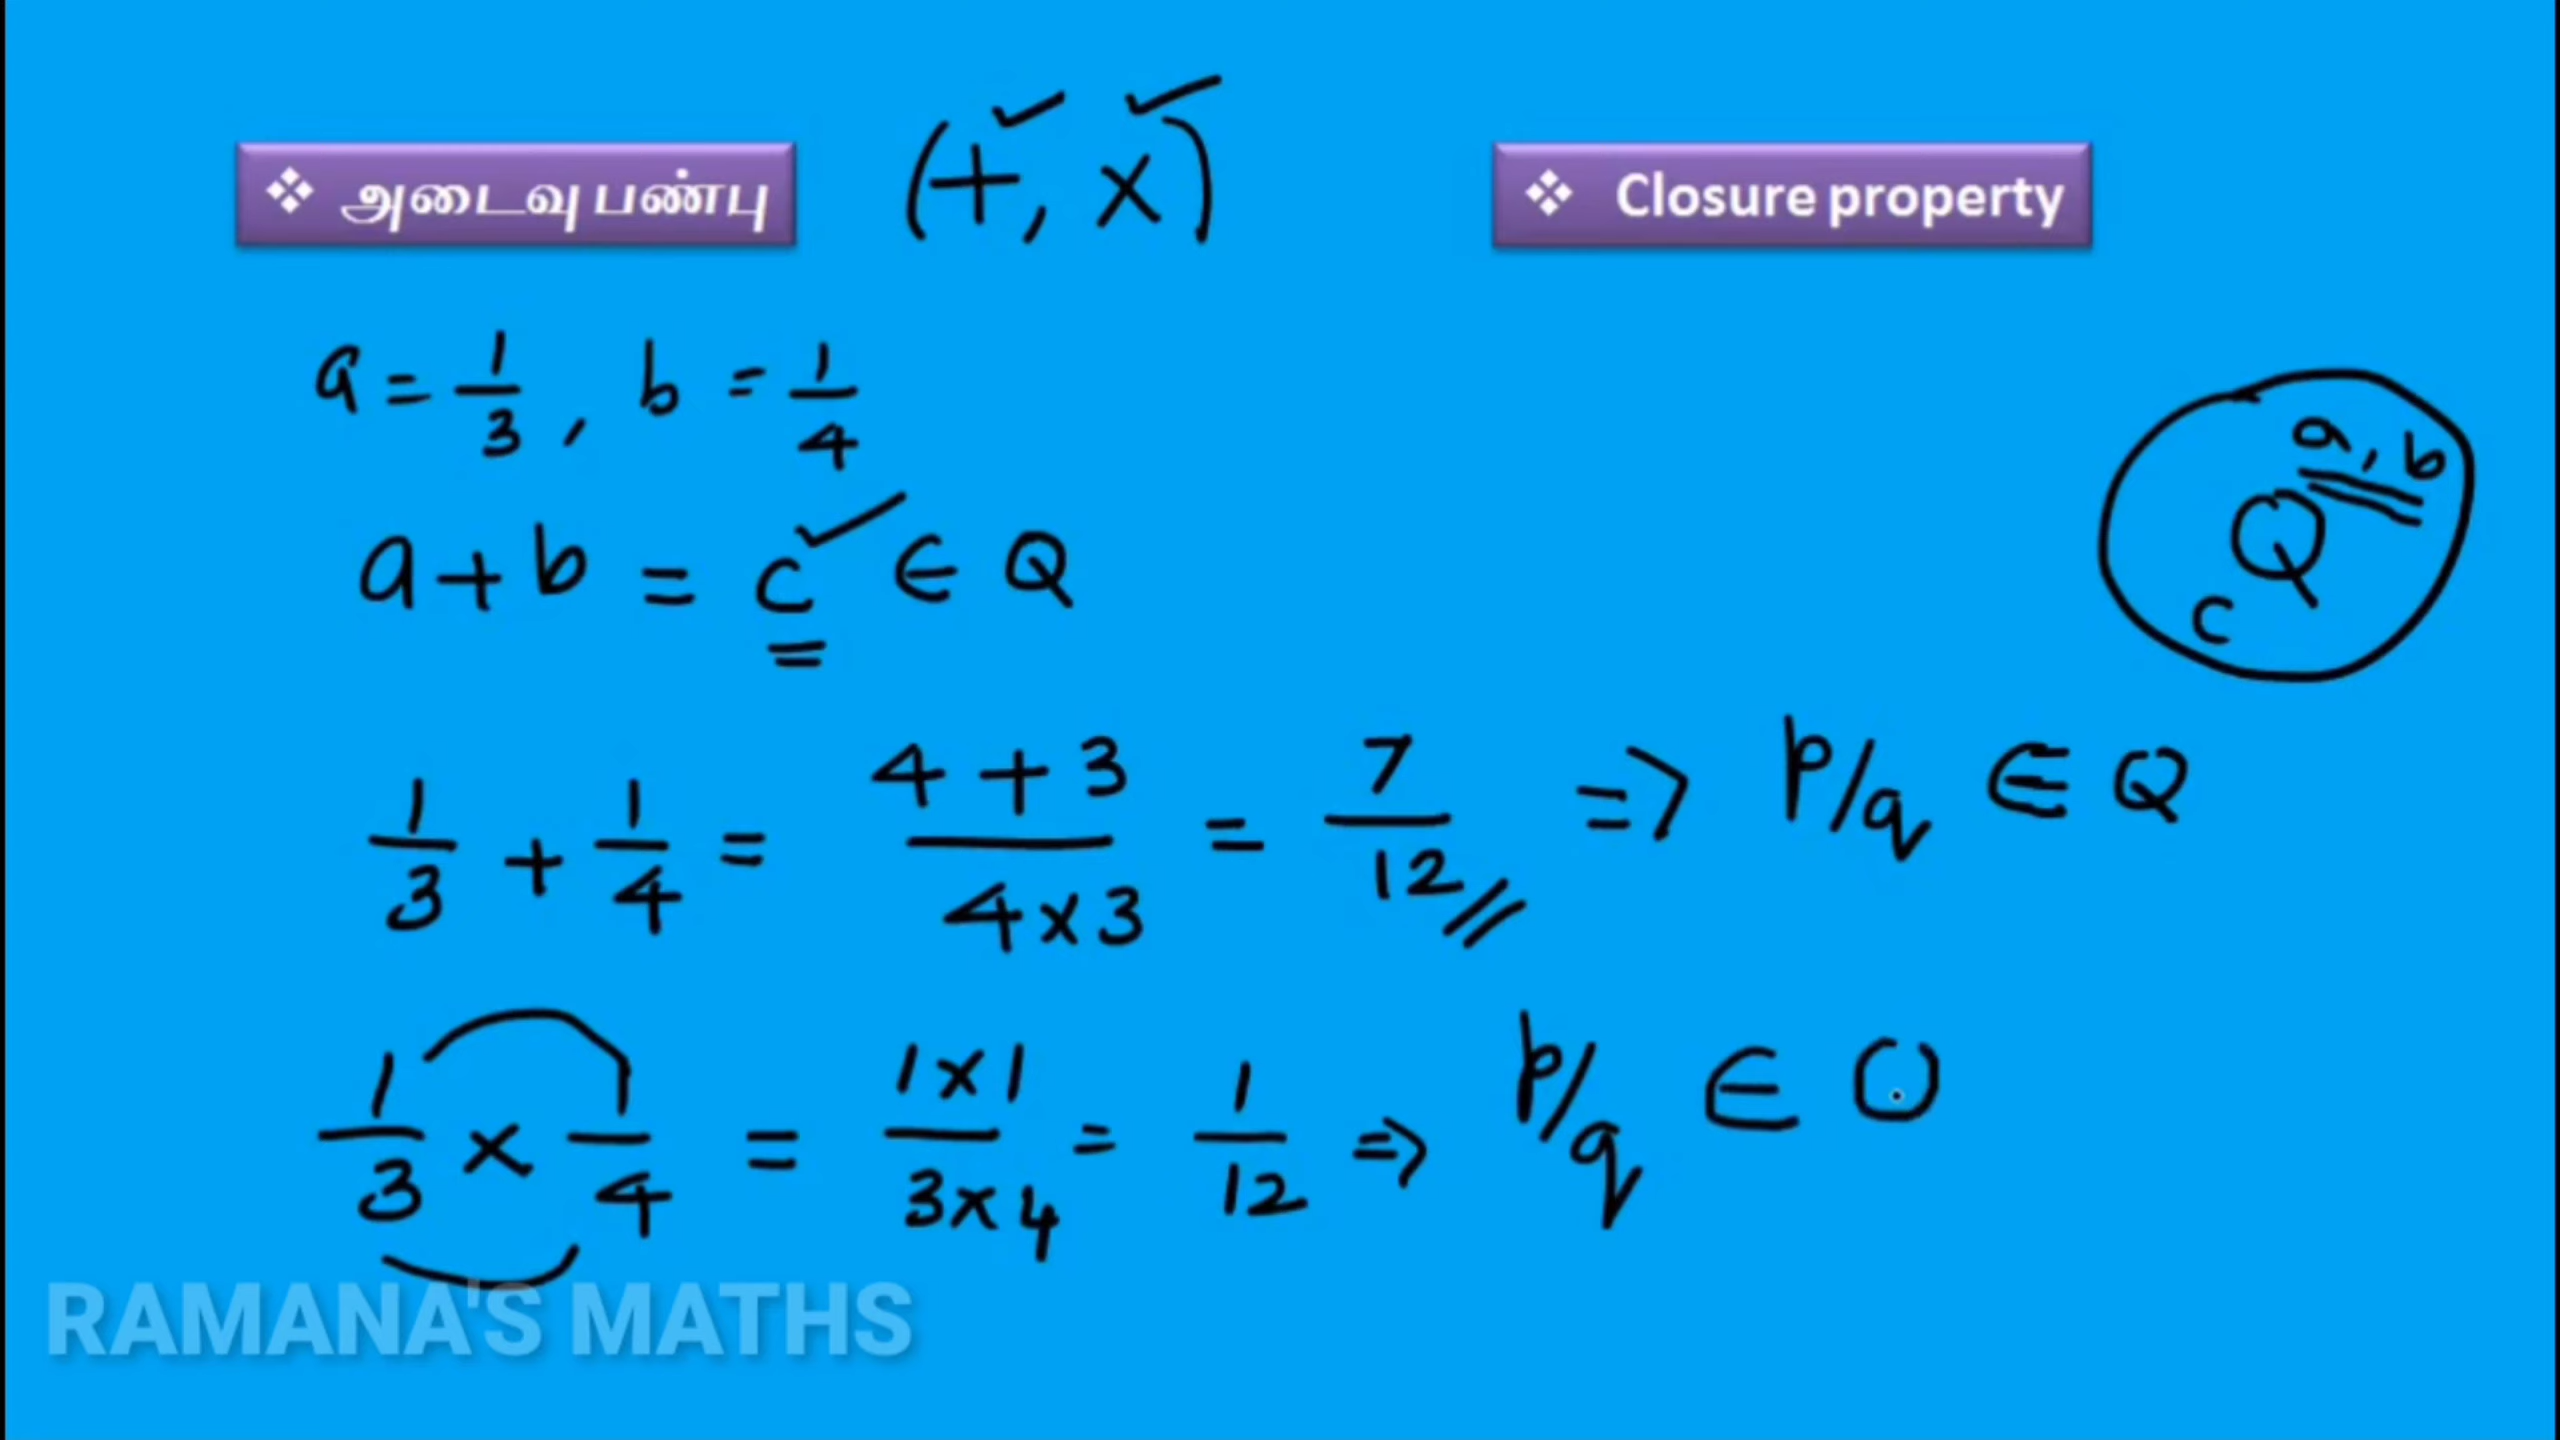 ❖ அடைவு பண்பு (+, ×) ❖ Closure property
a = 1/3, b = 1/4
a, b
Q
c
a + b = c ✓ ∈ Q
1/3 + 1/4 = (4 + 3)/(4 × 3) = 7/12 ⇒ p/q ∈ Q
1/3 × 1/4 = (1 × 1)/(3 × 4) = 1/12 ⇒ p/q ∈ O
RAMANA'S MATHS